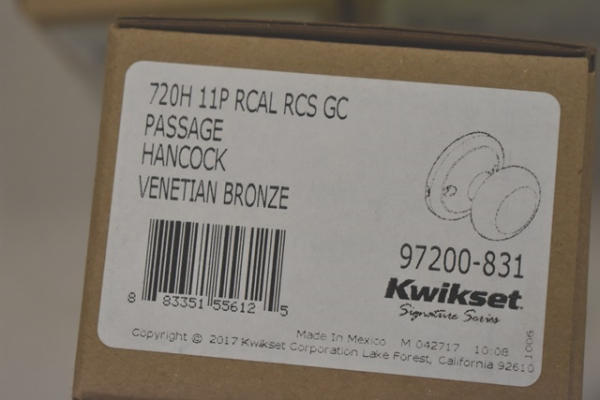 720H 11P RCAL RCS GC
PASSAGE
HANCOCK
VENETIAN BRONZE
97200-831
Kwikset
Signature Series
8 83351 55612 5
Made In Mexico M 042717 10:08
1006
Copyright © 2017 Kwikset Corporation Lake Forest, California 92610